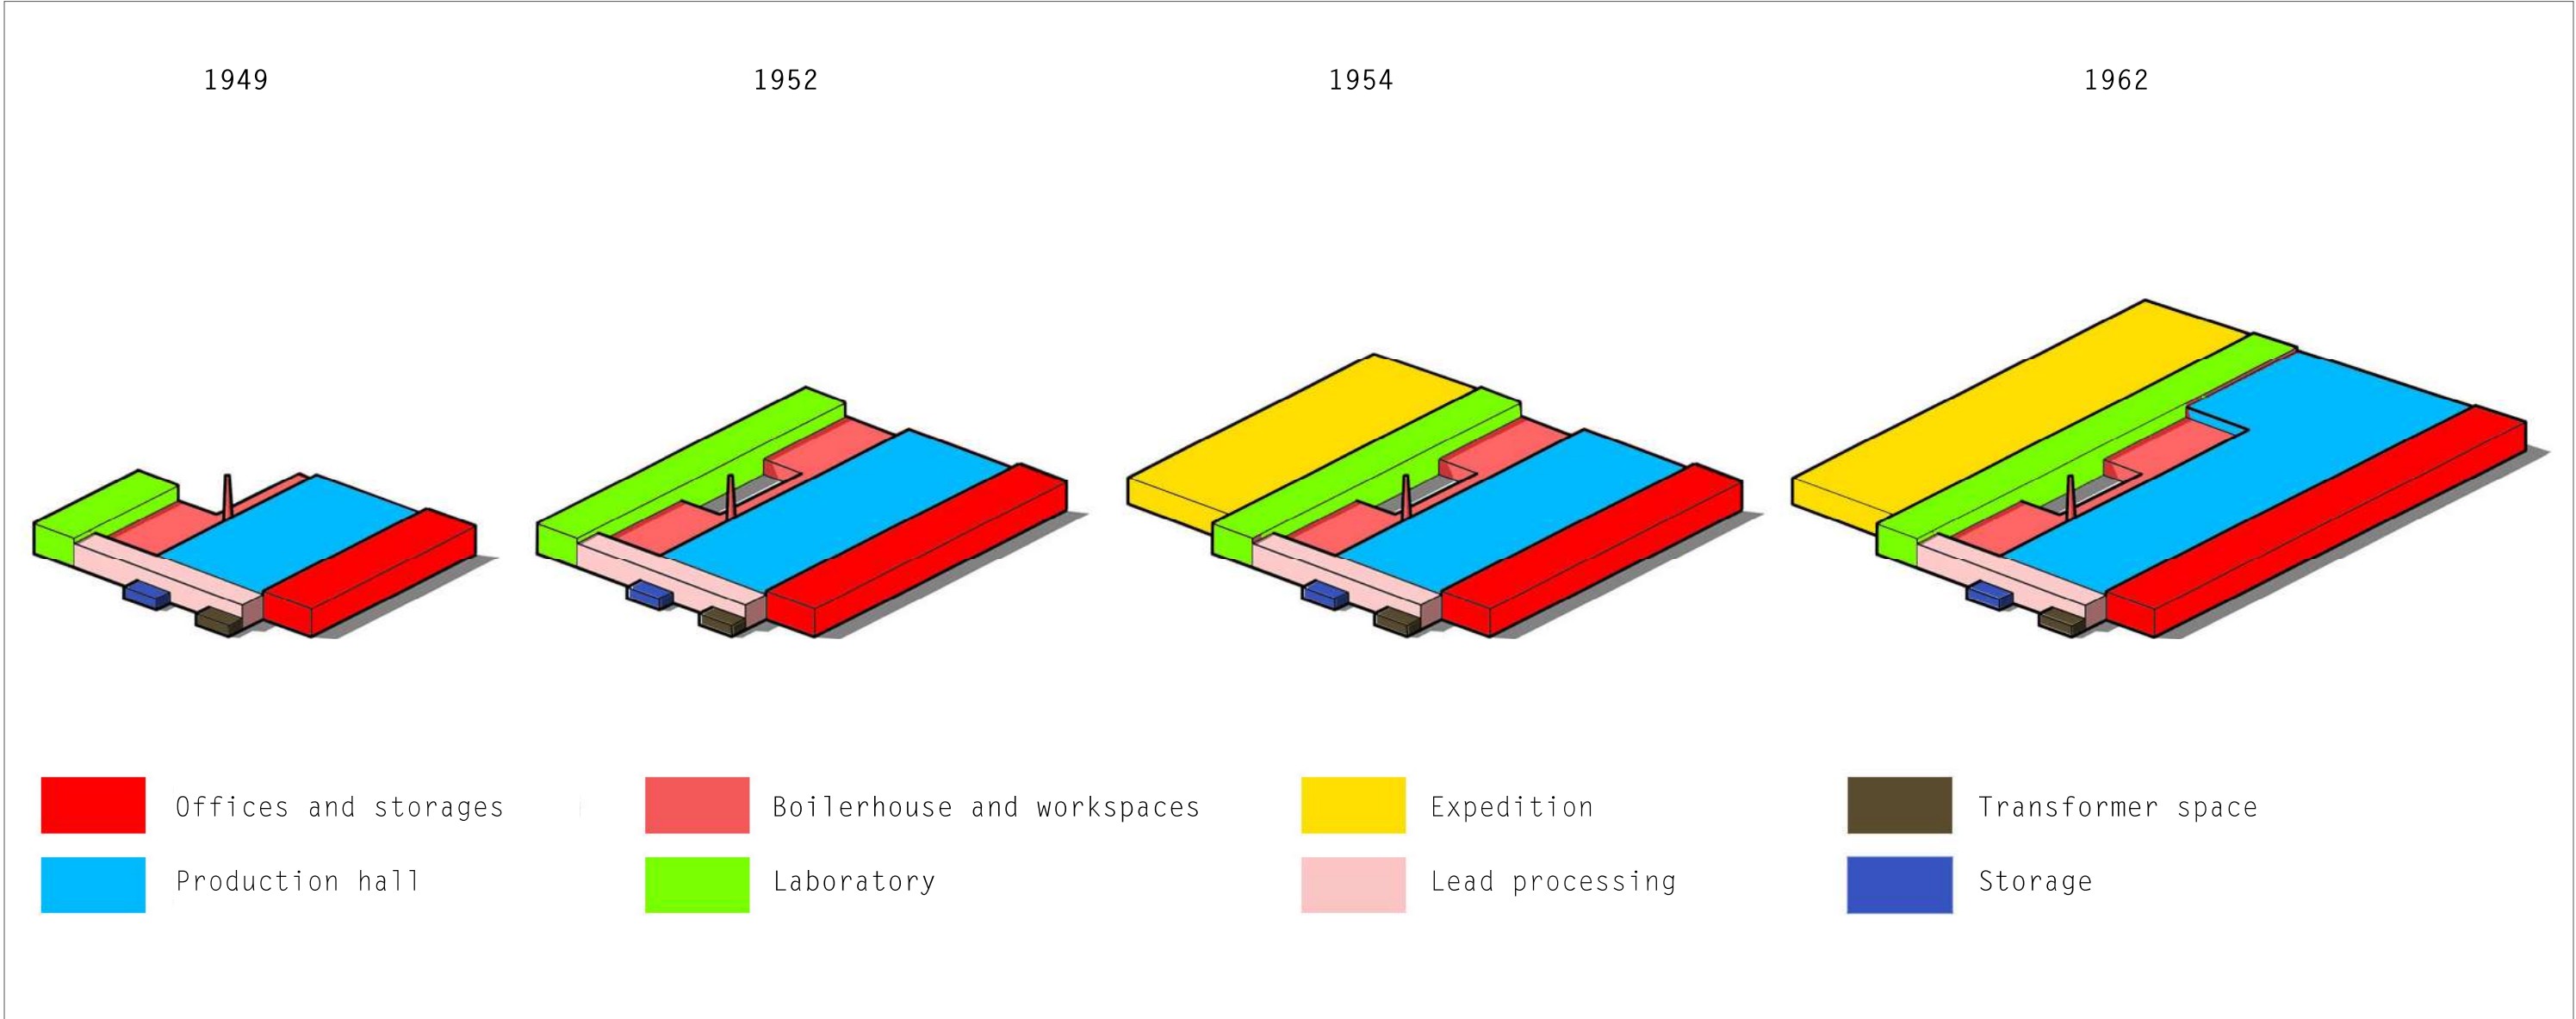 1949
1952
1954
1962
Offices and storages
Boilerhouse and workspaces
Expedition
Transformer space
Production hall
Laboratory
Lead processing
Storage